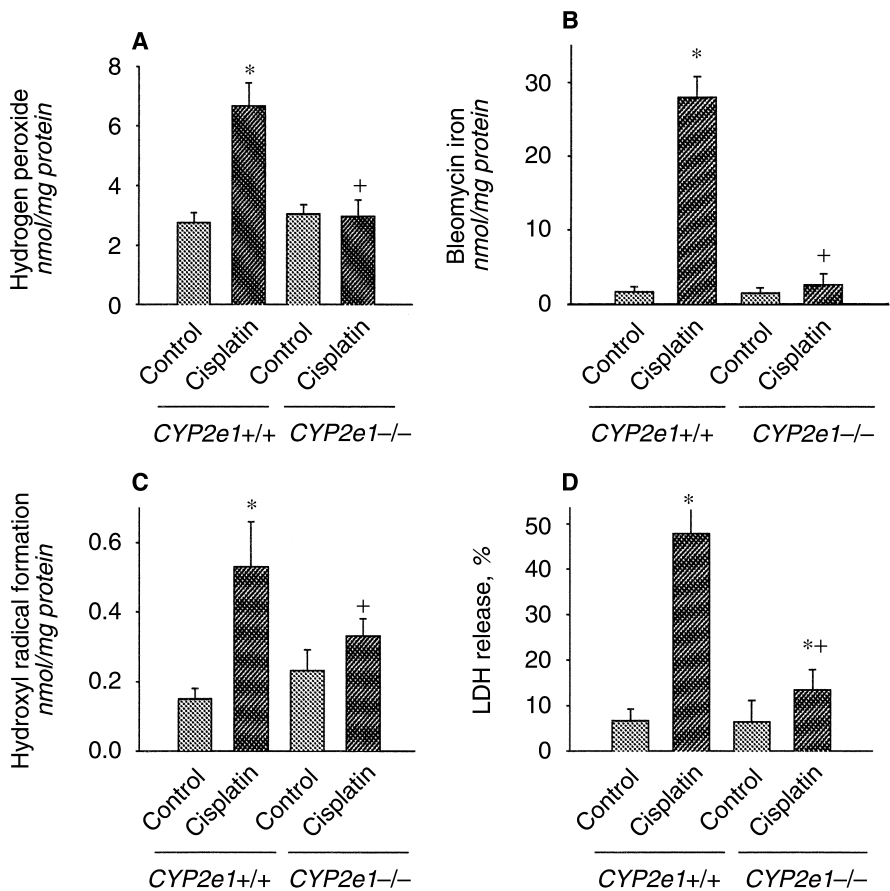 A
Hydrogen peroxide
nmol/mg protein
8
6
4
2
0
*
+
Control
Cisplatin
Control
Cisplatin
CYP2e1+/+
CYP2e1–/–
B
Bleomycin iron
nmol/mg protein
30
20
10
0
*
+
Control
Cisplatin
Control
Cisplatin
CYP2e1+/+
CYP2e1–/–
C
Hydroxyl radical formation
nmol/mg protein
0.6
0.4
0.2
0.0
*
+
Control
Cisplatin
Control
Cisplatin
CYP2e1+/+
CYP2e1–/–
D
LDH release, %
50
40
30
20
10
0
*
*+
Control
Cisplatin
Control
Cisplatin
CYP2e1+/+
CYP2e1–/–